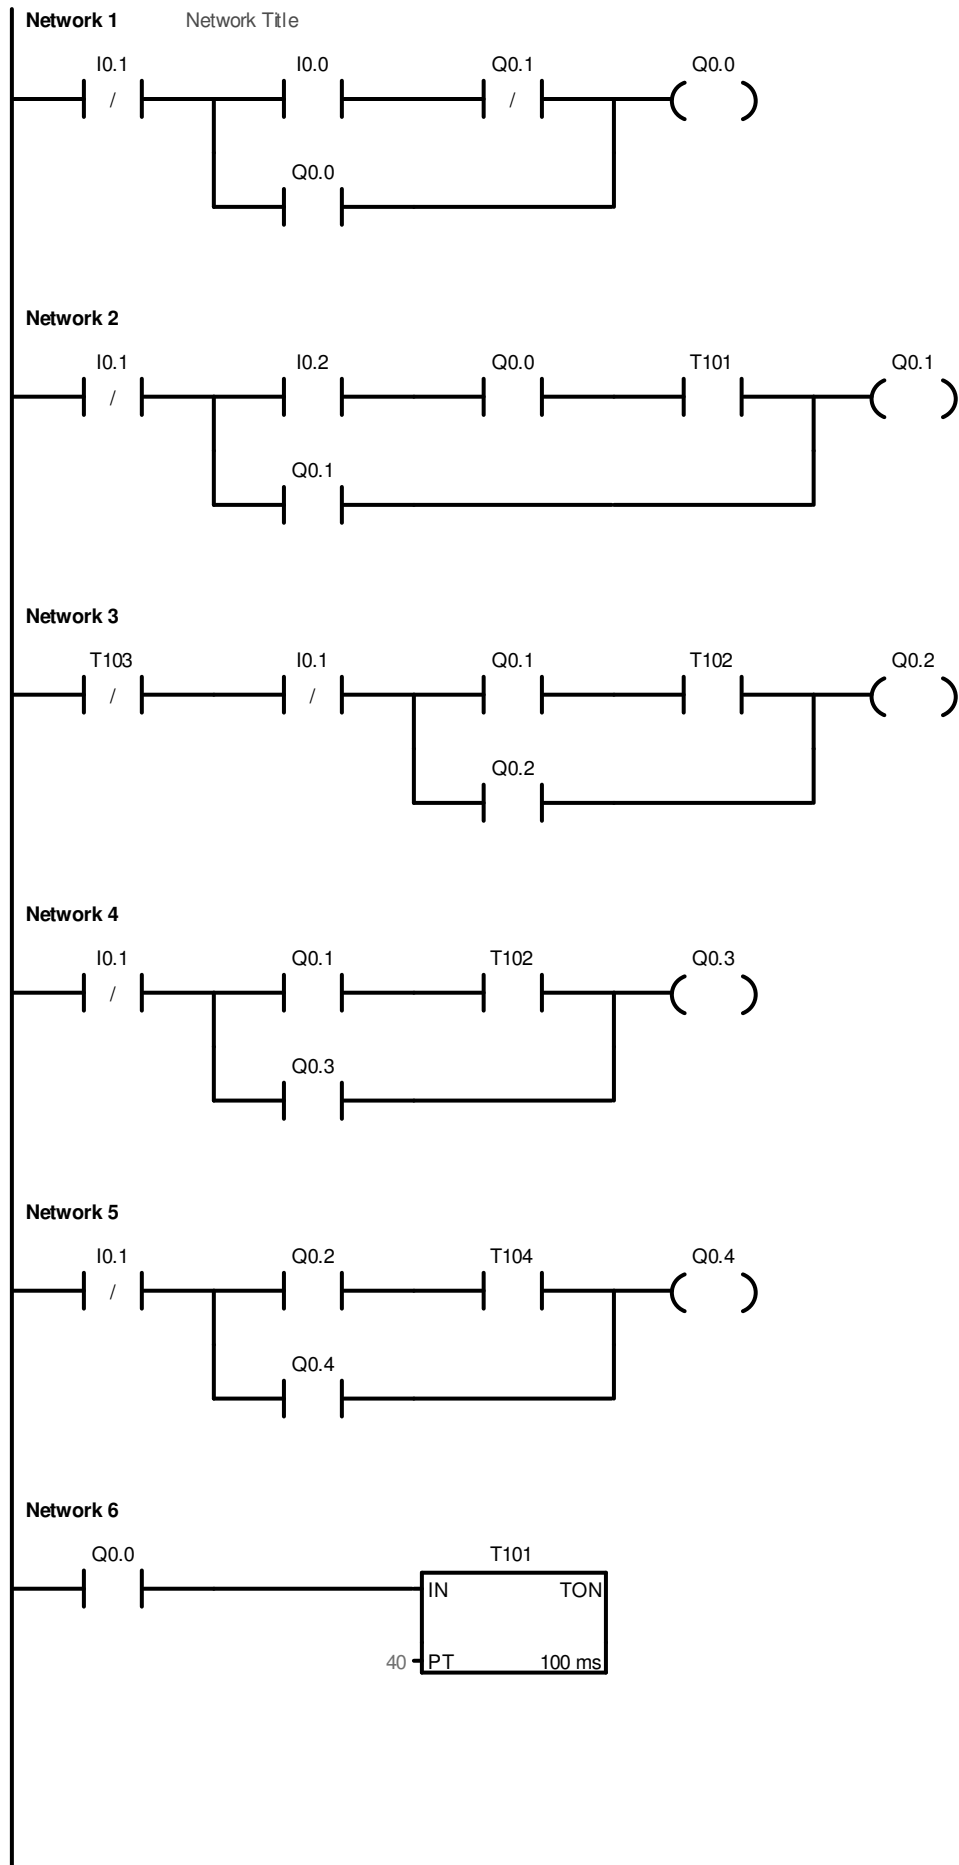 Network 1 Network Title
I0.1 I0.0 Q0.1 Q0.0
/ /
Q0.0
Network 2
I0.1 I0.2 Q0.0 T101 Q0.1
/
Q0.1
Network 3
T103 I0.1 Q0.1 T102 Q0.2
/ /
Q0.2
Network 4
I0.1 Q0.1 T102 Q0.3
/
Q0.3
Network 5
I0.1 Q0.2 T104 Q0.4
/
Q0.4
Network 6
Q0.0 T101
IN TON
40 PT 100 ms